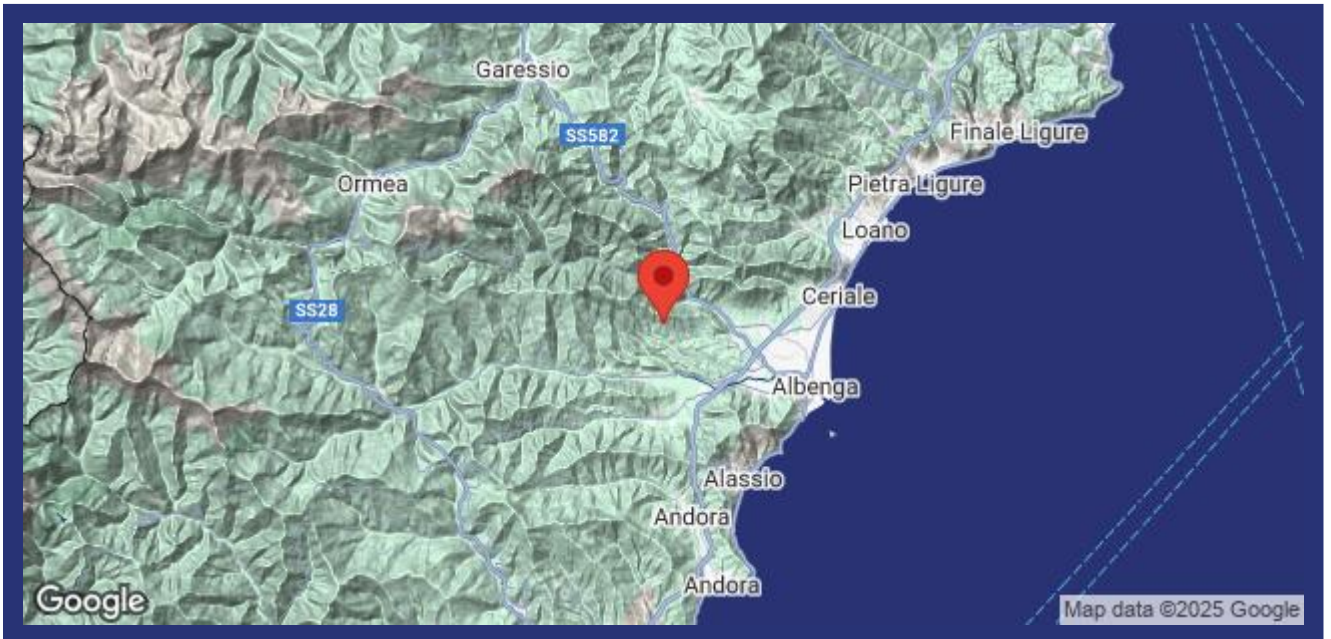 Garessio
SS582
Finale Ligure
Ormea
Pietra Ligure
Loano
Ceriale
SS28
Albenga
Alassio
Andora
Andora
Google
Map data ©2025 Google